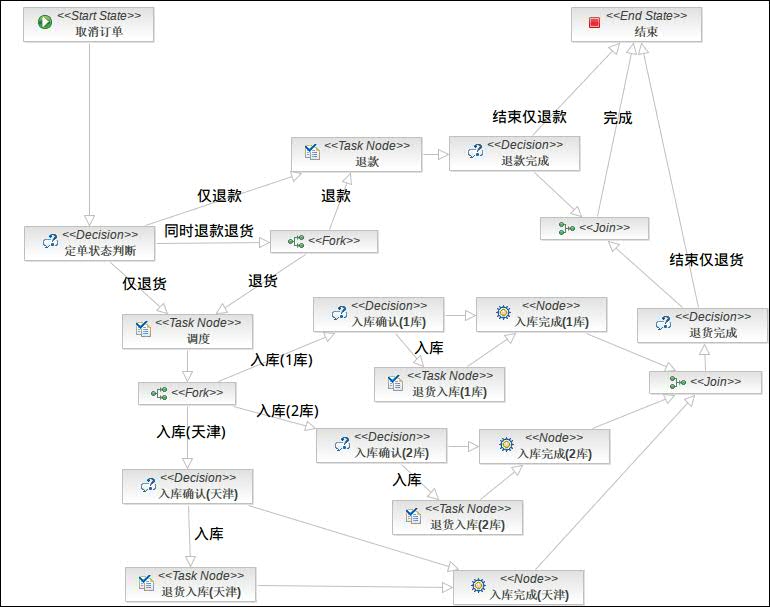 <<Start State>>
取消订单
<<End State>>
结束
结束仅退款
完成
<<Task Node>>
退款
<<Decision>>
退款完成
仅退款
退款
<<Decision>>
定单状态判断
同时退款退货
<<Fork>>
<<Join>>
仅退货
退货
结束仅退货
<<Task Node>>
调度
<<Decision>>
入库确认(1库)
<<Node>>
入库完成(1库)
<<Decision>>
退货完成
入库
入库(1库)
<<Fork>>
<<Task Node>>
退货入库(1库)
<<Join>>
入库(2库)
入库(天津)
<<Decision>>
入库确认(2库)
<<Node>>
入库完成(2库)
入库
<<Decision>>
入库确认(天津)
<<Task Node>>
退货入库(2库)
入库
<<Task Node>>
退货入库(天津)
<<Node>>
入库完成(天津)